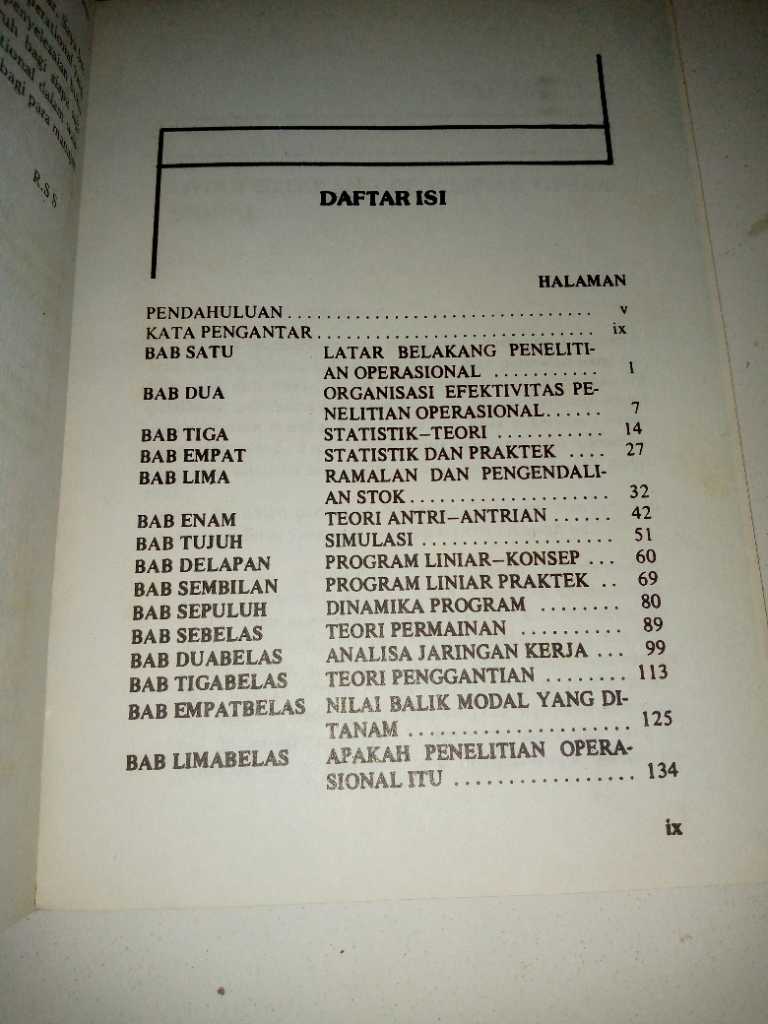 R.S S
DAFTAR ISI
HALAMAN
PENDAHULUAN ................................ v
KATA PENGANTAR ............................. ix
BAB SATU LATAR BELAKANG PENELITI-
AN OPERASIONAL ........... 1
BAB DUA ORGANISASI EFEKTIVITAS PE-
NELITIAN OPERASIONAL...... 7
BAB TIGA STATISTIK–TEORI ........... 14
BAB EMPAT STATISTIK DAN PRAKTEK .... 27
BAB LIMA RAMALAN DAN PENGENDALI-
AN STOK .................... 32
BAB ENAM TEORI ANTRI–ANTRIAN ...... 42
BAB TUJUH SIMULASI ................... 51
BAB DELAPAN PROGRAM LINIAR–KONSEP ... 60
BAB SEMBILAN PROGRAM LINIAR PRAKTEK .. 69
BAB SEPULUH DINAMIKA PROGRAM ........ 80
BAB SEBELAS TEORI PERMAINAN .......... 89
BAB DUABELAS ANALISA JARINGAN KERJA ... 99
BAB TIGABELAS TEORI PENGGANTIAN ........ 113
BAB EMPATBELAS NILAI BALIK MODAL YANG DI-
TANAM ..................... 125
BAB LIMABELAS APAKAH PENELITIAN OPERA-
SIONAL ITU ................. 134
ix